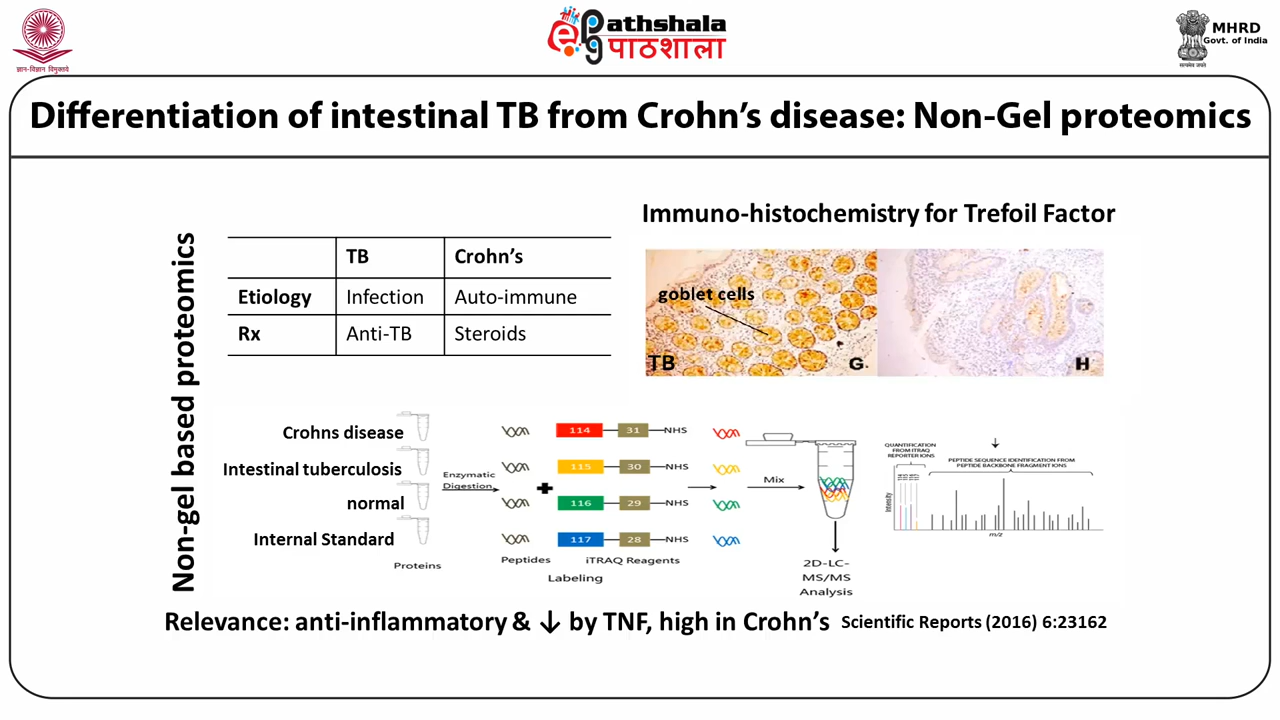 ज्ञान-विज्ञान विमुक्तये
ePg athshala
पाठशाला
MHRD
Govt. of India
सत्यमेव जयते
Differentiation of intestinal TB from Crohn's disease: Non-Gel proteomics
Non-gel based proteomics
TB Crohn's
Etiology Infection Auto-immune
Rx Anti-TB Steroids
Immuno-histochemistry for Trefoil Factor
goblet cells
TB G. H
Crohns disease
Intestinal tuberculosis
normal
Internal Standard
Proteins
Enzymatic
Digestion
+
Peptides
114 31 NHS
115 30 NHS
116 29 NHS
117 28 NHS
iTRAQ Reagents
Labeling
Mix
2D-LC-
MS/MS
Analysis
QUANTIFICATION
FROM ITRAQ
REPORTER IONS
PEPTIDE SEQUENCE IDENTIFICATION FROM
PEPTIDE BACKBONE FRAGMENT IONS
Intensity
m/z
Relevance: anti-inflammatory & ↓ by TNF, high in Crohn's
Scientific Reports (2016) 6:23162